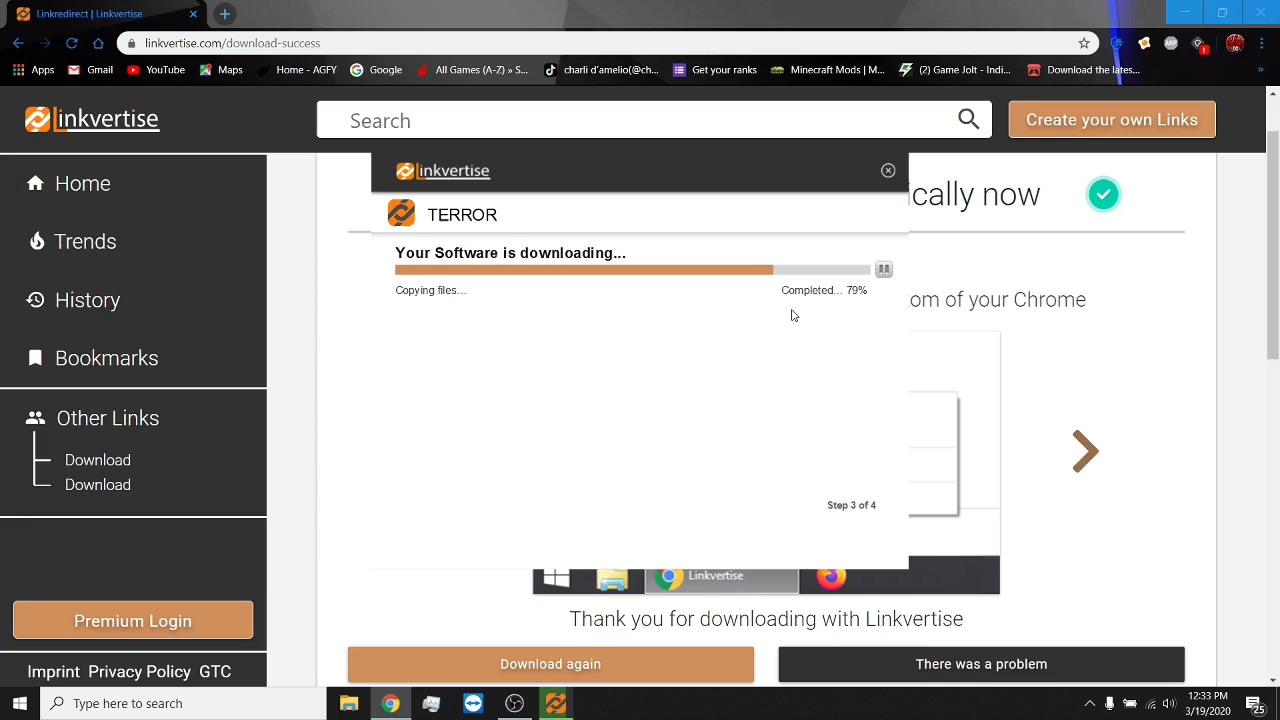 Linkredirect | Linkvertise
linkvertise.com/download-success
Apps
Gmail
YouTube
Maps
Home - AGFY
Google
All Games (A-Z) » S...
charli d'amelio(@ch...
Get your ranks
Minecraft Mods | M...
(2) Game Jolt - Indi...
Download the lates...
»
ABP
linkvertise
Search
Create your own Links
Home
Trends
History
Bookmarks
Other Links
Download
Download
Premium Login
Imprint Privacy Policy GTC
linkvertise
TERROR
Your Software is downloading...
Copying files...
Completed... 79%
Step 3 of 4
ically now
om of your Chrome
Linkvertise
Thank you for downloading with Linkvertise
Download again
There was a problem
Type here to search
12:33 PM
3/19/2020
25